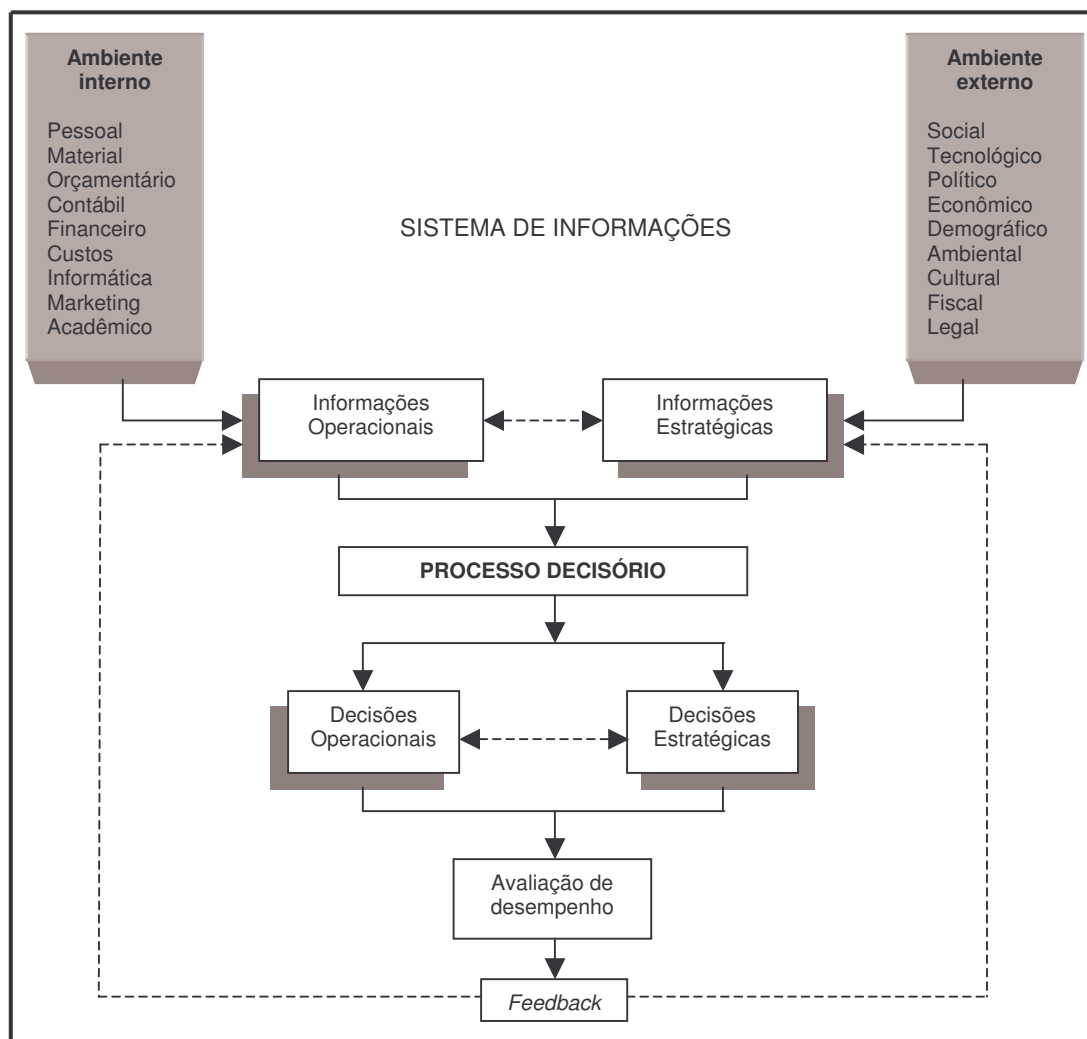 Ambiente
interno
Pessoal
Material
Orçamentário
Contábil
Financeiro
Custos
Informática
Marketing
Acadêmico
Ambiente
externo
Social
Tecnológico
Político
Econômico
Demográfico
Ambiental
Cultural
Fiscal
Legal
SISTEMA DE INFORMAÇÕES
Informações
Operacionais
Informações
Estratégicas
PROCESSO DECISÓRIO
Decisões
Operacionais
Decisões
Estratégicas
Avaliação de
desempenho
Feedback